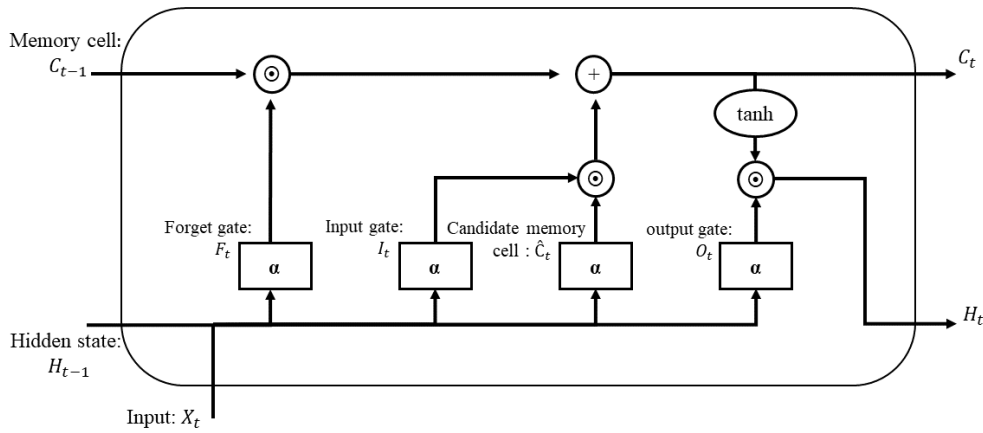 Memory cell:
C_{t-1}
C_t
⊙
+
tanh
⊙
⊙
Forget gate:
F_t
Input gate:
I_t
Candidate memory
cell : Ĉ_t
output gate:
O_t
α
α
α
α
Hidden state:
H_{t-1}
H_t
Input: X_t